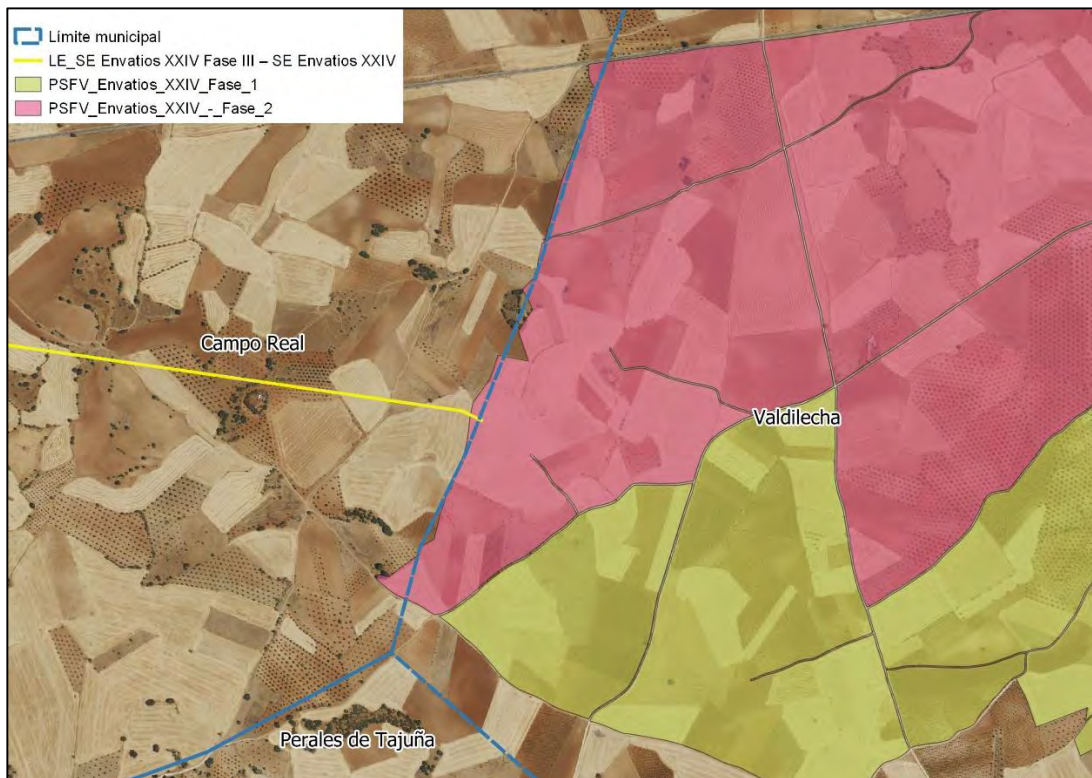 Límite municipal
LE_SE Envatios XXIV Fase III – SE Envatios XXIV
PSFV_Envatios_XXIV_Fase_1
PSFV_Envatios_XXIV_-_Fase_2
Campo Real
Valdilecha
Perales de Tajuña